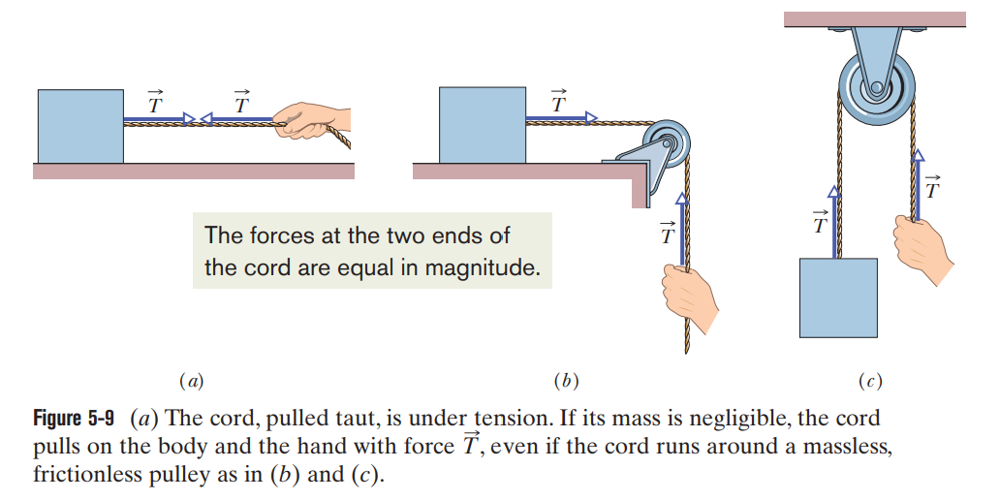 T
T
T
T
T
T
The forces at the two ends of
the cord are equal in magnitude.
(a)
(b)
(c)
Figure 5-9 (a) The cord, pulled taut, is under tension. If its mass is negligible, the cord
pulls on the body and the hand with force T⃗, even if the cord runs around a massless,
frictionless pulley as in (b) and (c).